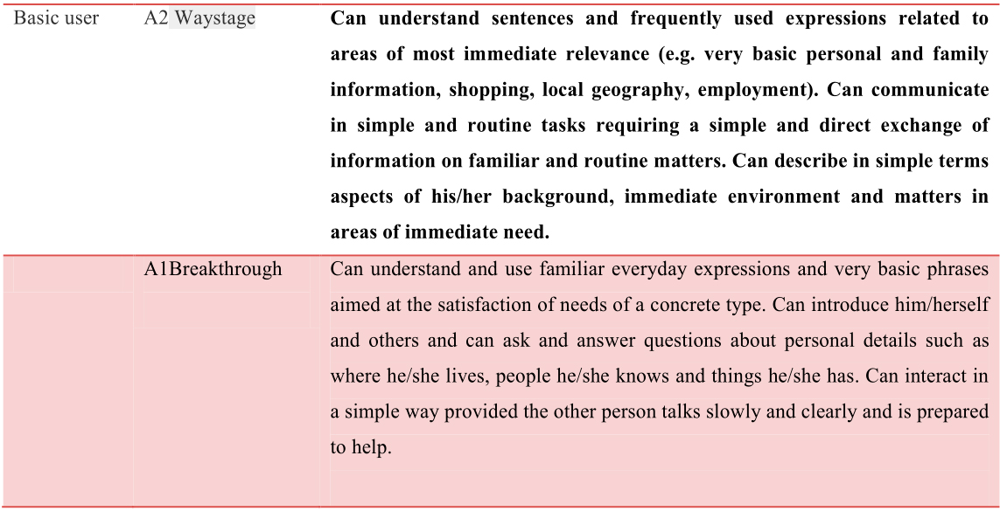 Basic user A2 Waystage Can understand sentences and frequently used expressions related to
areas of most immediate relevance (e.g. very basic personal and family
information, shopping, local geography, employment). Can communicate
in simple and routine tasks requiring a simple and direct exchange of
information on familiar and routine matters. Can describe in simple terms
aspects of his/her background, immediate environment and matters in
areas of immediate need.
A1Breakthrough Can understand and use familiar everyday expressions and very basic phrases
aimed at the satisfaction of needs of a concrete type. Can introduce him/herself
and others and can ask and answer questions about personal details such as
where he/she lives, people he/she knows and things he/she has. Can interact in
a simple way provided the other person talks slowly and clearly and is prepared
to help.